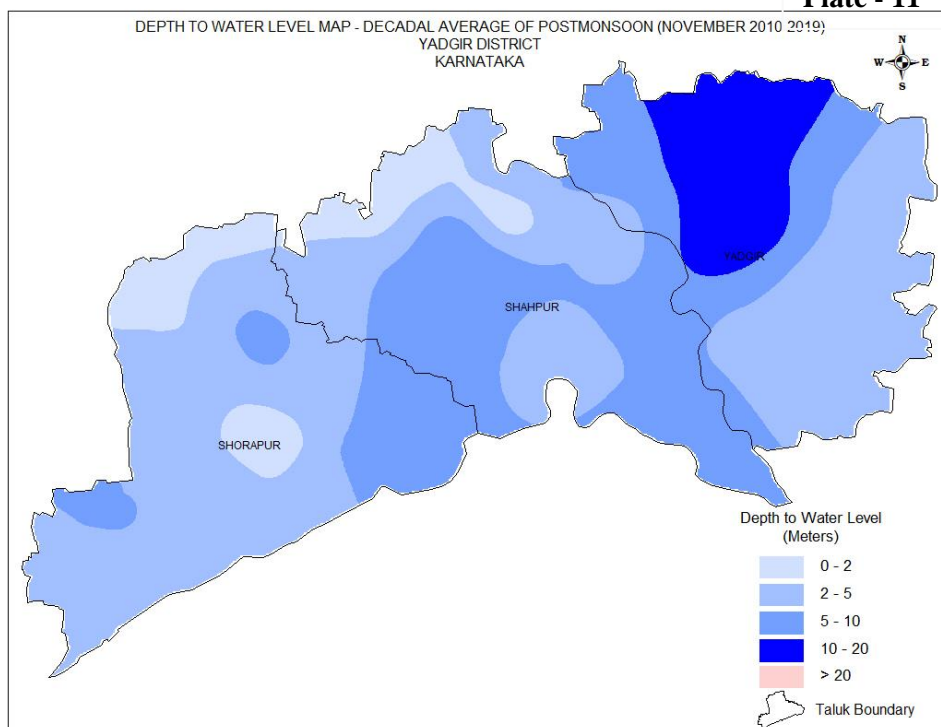 Plate - 11
DEPTH TO WATER LEVEL MAP - DECADAL AVERAGE OF POSTMONSOON (NOVEMBER 2010 2019)
YADGIR DISTRICT
KARNATAKA
N
W E
S
YADGIR
SHAHPUR
SHORAPUR
Depth to Water Level
(Meters)
0 - 2
2 - 5
5 - 10
10 - 20
> 20
Taluk Boundary